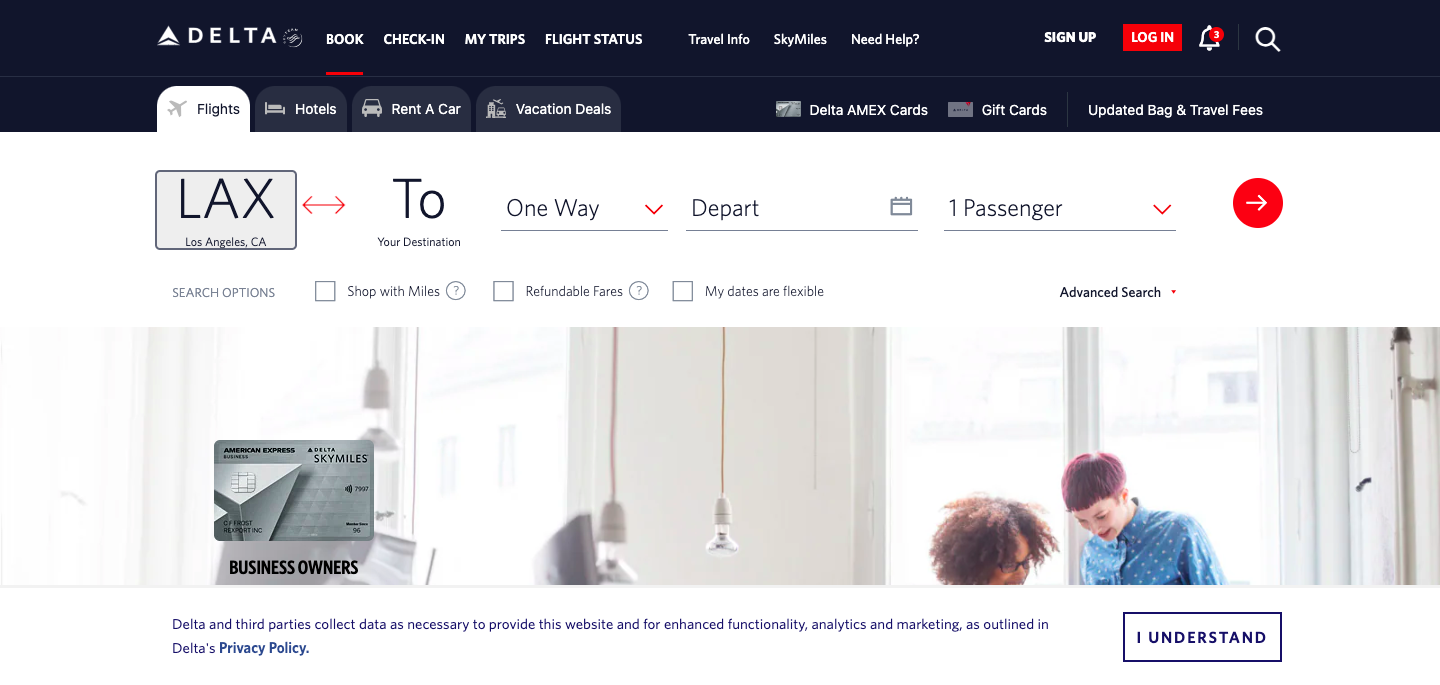 DELTA
BOOK CHECK-IN MY TRIPS FLIGHT STATUS Travel Info SkyMiles Need Help? SIGN UP LOG IN 3
Flights Hotels Rent A Car Vacation Deals Delta AMEX Cards Gift Cards Updated Bag & Travel Fees
LAX To One Way Depart 1 Passenger
Los Angeles, CA Your Destination
SEARCH OPTIONS Shop with Miles ? Refundable Fares ? My dates are flexible Advanced Search
AMERICAN EXPRESS DELTA
BUSINESS SKYMILES
7997
C F FROST Member Since
REXPORT INC 96
BUSINESS OWNERS
Delta and third parties collect data as necessary to provide this website and for enhanced functionality, analytics and marketing, as outlined in
Delta's Privacy Policy.
I UNDERSTAND